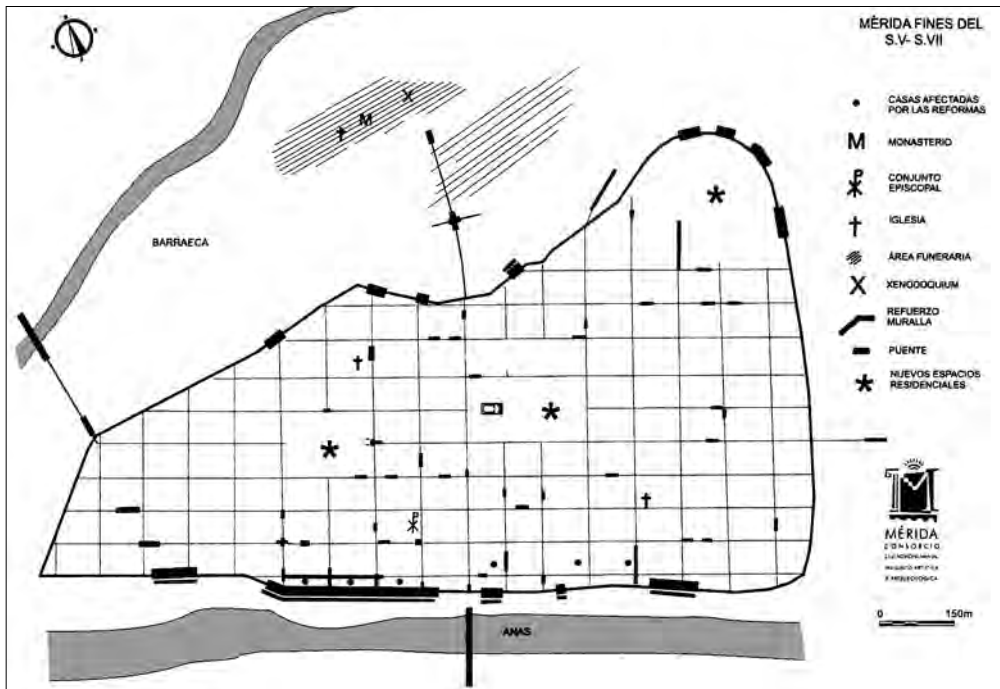 MÉRIDA FINES DEL
S.V- S.VII
CASAS AFECTADAS
POR LAS REFORMAS
M
MONASTERIO
CONJUNTO
EPISCOPAL
IGLESIA
ÁREA FUNERARIA
X
XENODOQUIUM
REFUERZO
MURALLA
PUENTE
NUEVOS ESPACIOS
RESIDENCIALES
X
M
BARRAECA
ANAS
MÉRIDA
CONSORCIO
0 150m